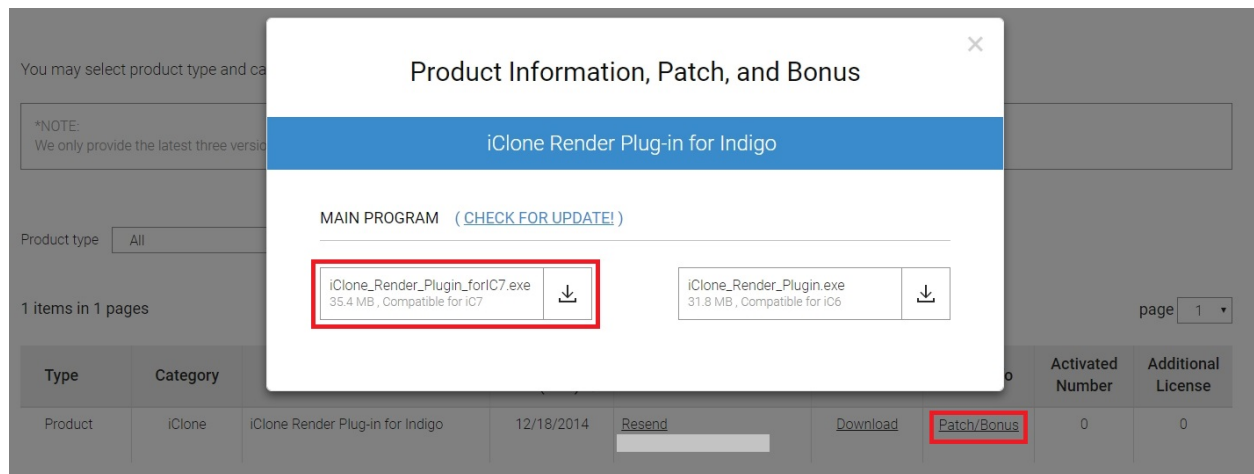 Product Information, Patch, and Bonus
iClone Render Plug-in for Indigo
MAIN PROGRAM ( CHECK FOR UPDATE! )
iClone_Render_Plugin_forIC7.exe
35.4 MB , Compatible for iC7
iClone_Render_Plugin.exe
31.8 MB , Compatible for iC6
You may select product type and ca
*NOTE:
We only provide the latest three versio
Product type All
1 items in 1 pages
page 1
Type Category o Activated Number Additional License
Product iClone iClone Render Plug-in for Indigo 12/18/2014 Resend Download Patch/Bonus 0 0